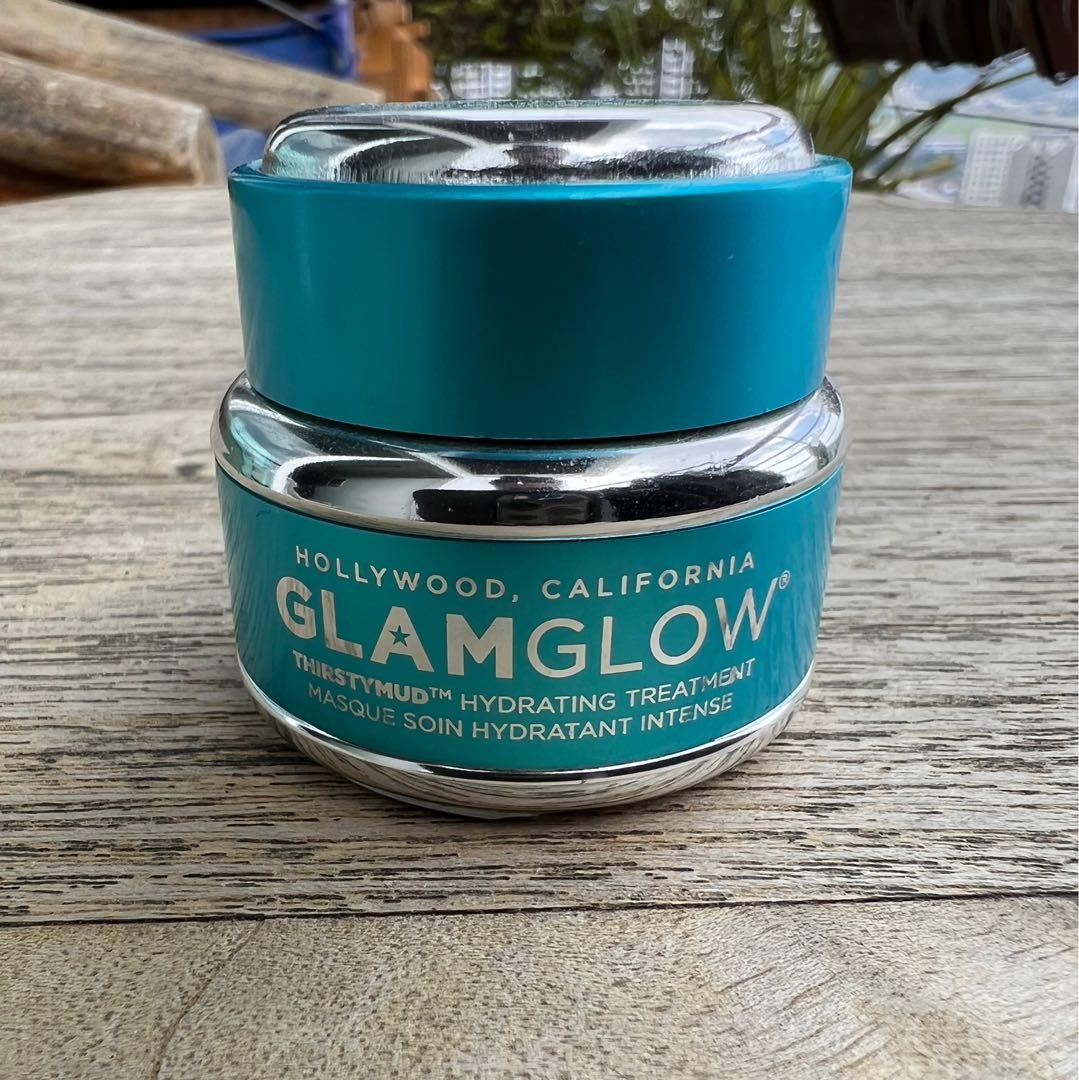 HOLLYWOOD, CALIFORNIA
GLAMGLOW®
THIRSTYMUD™ HYDRATING TREATMENT
MASQUE SOIN HYDRATANT INTENSE